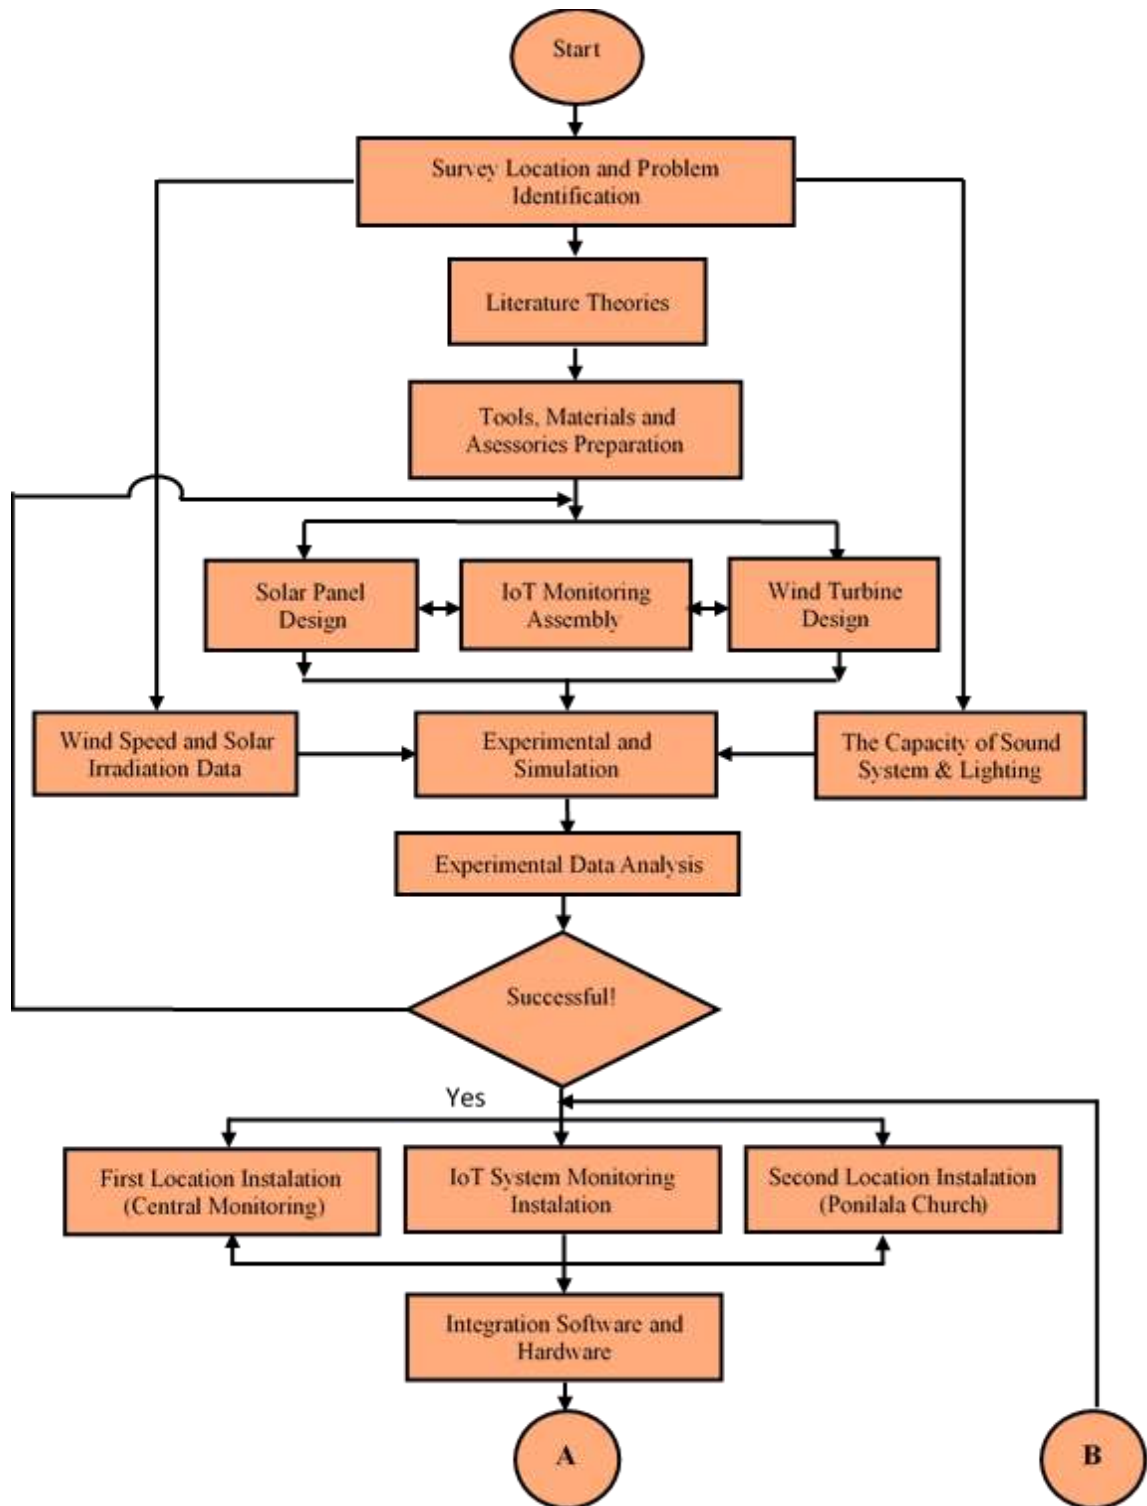 Start
Survey Location and Problem
Identification
Literature Theories
Tools, Materials and
Asessories Preparation
Solar Panel
Design
IoT Monitoring
Assembly
Wind Turbine
Design
Wind Speed and Solar
Irradiation Data
Experimental and
Simulation
The Capacity of Sound
System & Lighting
Experimental Data Analysis
Successful!
Yes
First Location Instalation
(Central Monitoring)
IoT System Monitoring
Instalation
Second Location Instalation
(Ponilala Church)
Integration Software and
Hardware
A
B